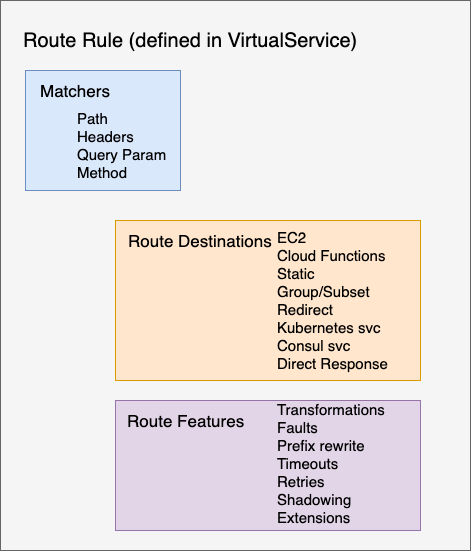 Route Rule (defined in VirtualService)
Matchers
Path
Headers
Query Param
Method
Route Destinations
EC2
Cloud Functions
Static
Group/Subset
Redirect
Kubernetes svc
Consul svc
Direct Response
Route Features
Transformations
Faults
Prefix rewrite
Timeouts
Retries
Shadowing
Extensions